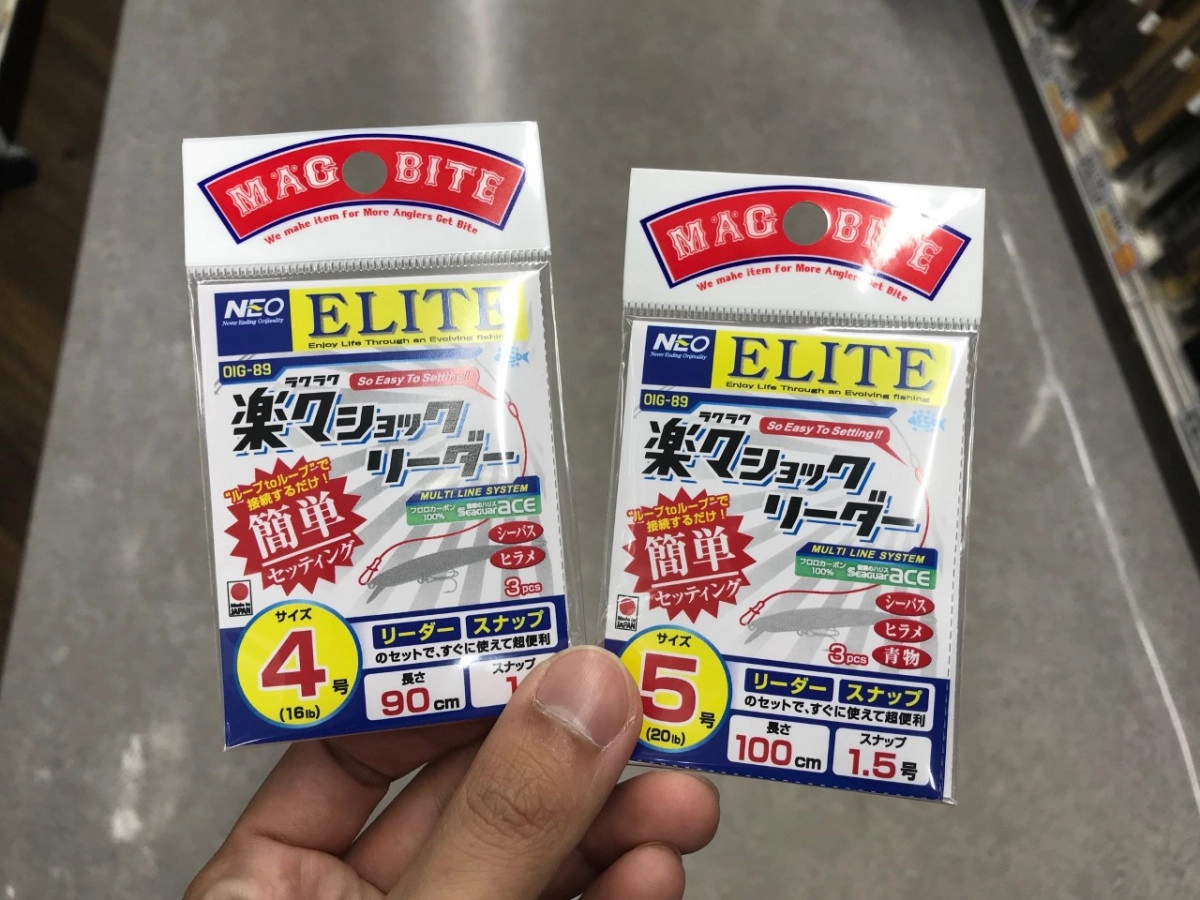 MAG BITE
We make item for More Anglers Get Bite
NEO
Never Ending Originality
ELITE
Enjoy Life Through an Evolving fishing
OIG-89
ラクラク
So Easy To Setting!!
楽々ショック
リーダー
"ループtoループ"で
接続するだけ!
簡単
セッティング
MULTI LINE SYSTEM
フロロカーボン
100%
Seaguar ACE
シーバス
ヒラメ
3pcs
Made in
JAPAN
サイズ
4号
(16lb)
リーダー スナップ
のセットで、すぐに使えて超便利
長さ
90cm
スナップ
MAG BITE
We make item for More Anglers Get Bite
NEO
Never Ending Originality
ELITE
Enjoy Life Through an Evolving fishing
OIG-89
ラクラク
So Easy To Setting!!
楽々ショック
リーダー
"ループtoループ"で
接続するだけ!
簡単
セッティング
MULTI LINE SYSTEM
フロロカーボン
100%
Seaguar ACE
シーバス
ヒラメ
青物
3pcs
Made in
JAPAN
サイズ
5号
(20lb)
リーダー スナップ
のセットで、すぐに使えて超便利
長さ
100cm
スナップ
1.5号